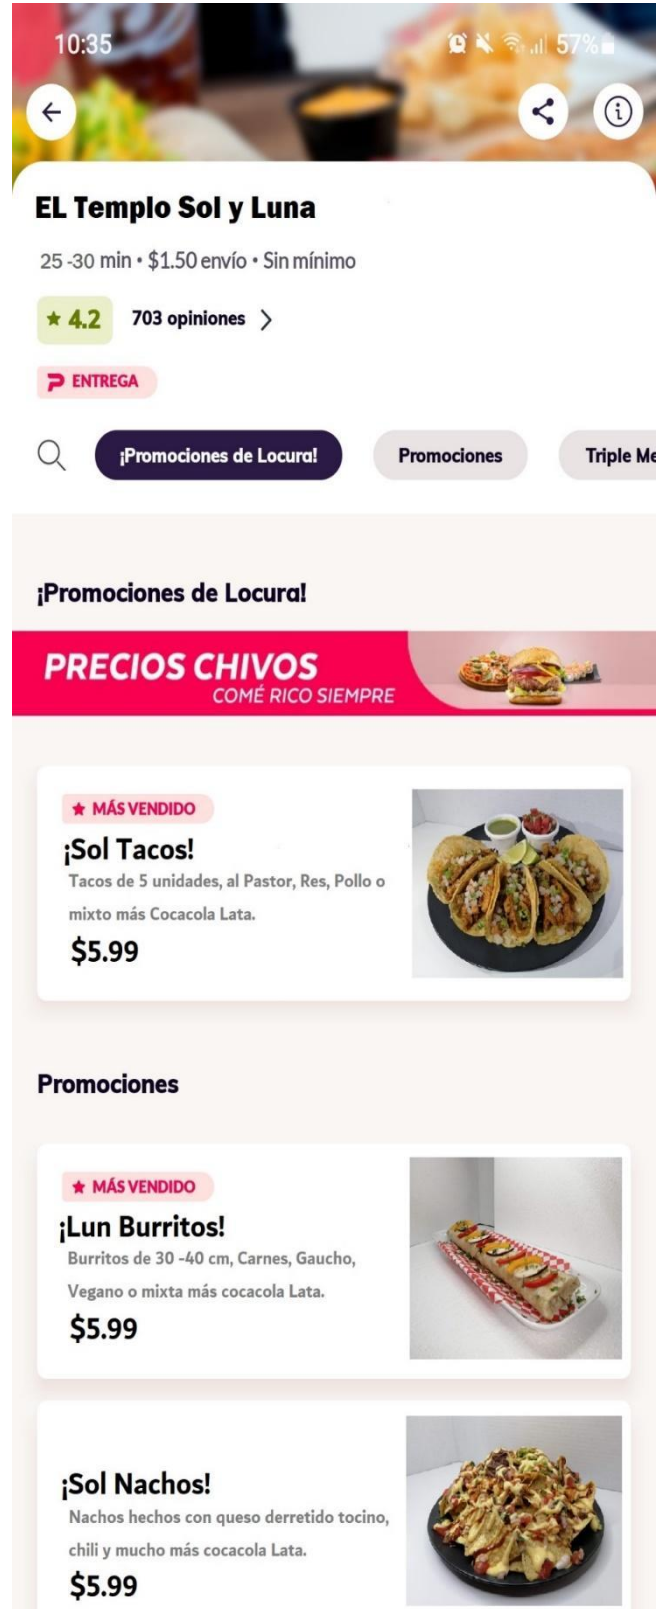 10:35
57%
EL Templo Sol y Luna
25 -30 min • $1.50 envío • Sin mínimo
★ 4.2 703 opiniones >
ENTREGA
¡Promociones de Locura! Promociones Triple Me
¡Promociones de Locura!
PRECIOS CHIVOS
COMÉ RICO SIEMPRE
★ MÁS VENDIDO
¡Sol Tacos!
Tacos de 5 unidades, al Pastor, Res, Pollo o
mixto más Cocacola Lata.
$5.99
Promociones
★ MÁS VENDIDO
¡Lun Burritos!
Burritos de 30 -40 cm, Carnes, Gaucho,
Vegano o mixta más cocacola Lata.
$5.99
¡Sol Nachos!
Nachos hechos con queso derretido tocino,
chili y mucho más cocacola Lata.
$5.99